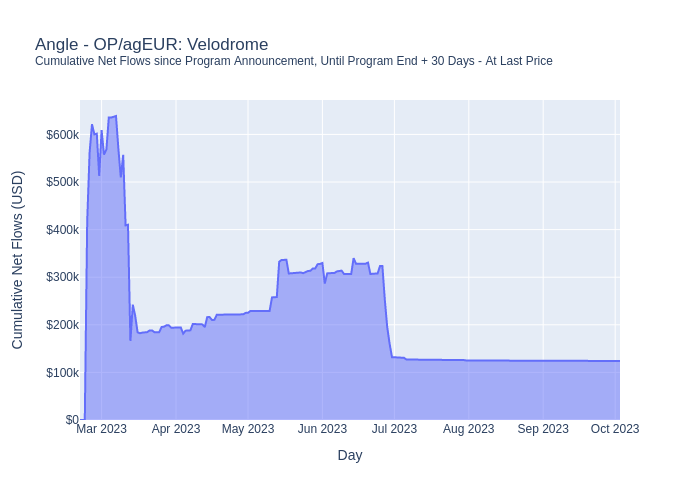 Angle - OP/agEUR: Velodrome
Cumulative Net Flows since Program Announcement, Until Program End + 30 Days - At Last Price
Cumulative Net Flows (USD)
$600k
$500k
$400k
$300k
$200k
$100k
$0
Mar 2023 Apr 2023 May 2023 Jun 2023 Jul 2023 Aug 2023 Sep 2023 Oct 2023
Day